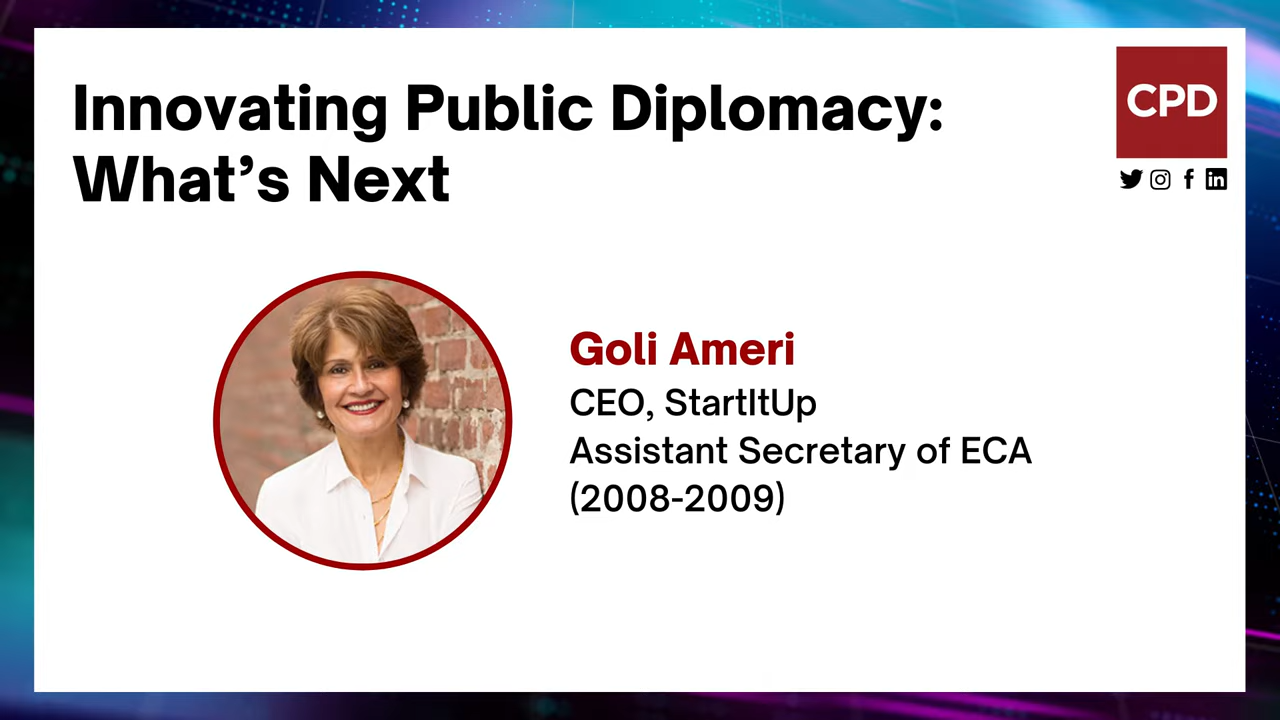 Innovating Public Diplomacy:
What’s Next
CPD
Goli Ameri
CEO, StartItUp
Assistant Secretary of ECA
(2008-2009)